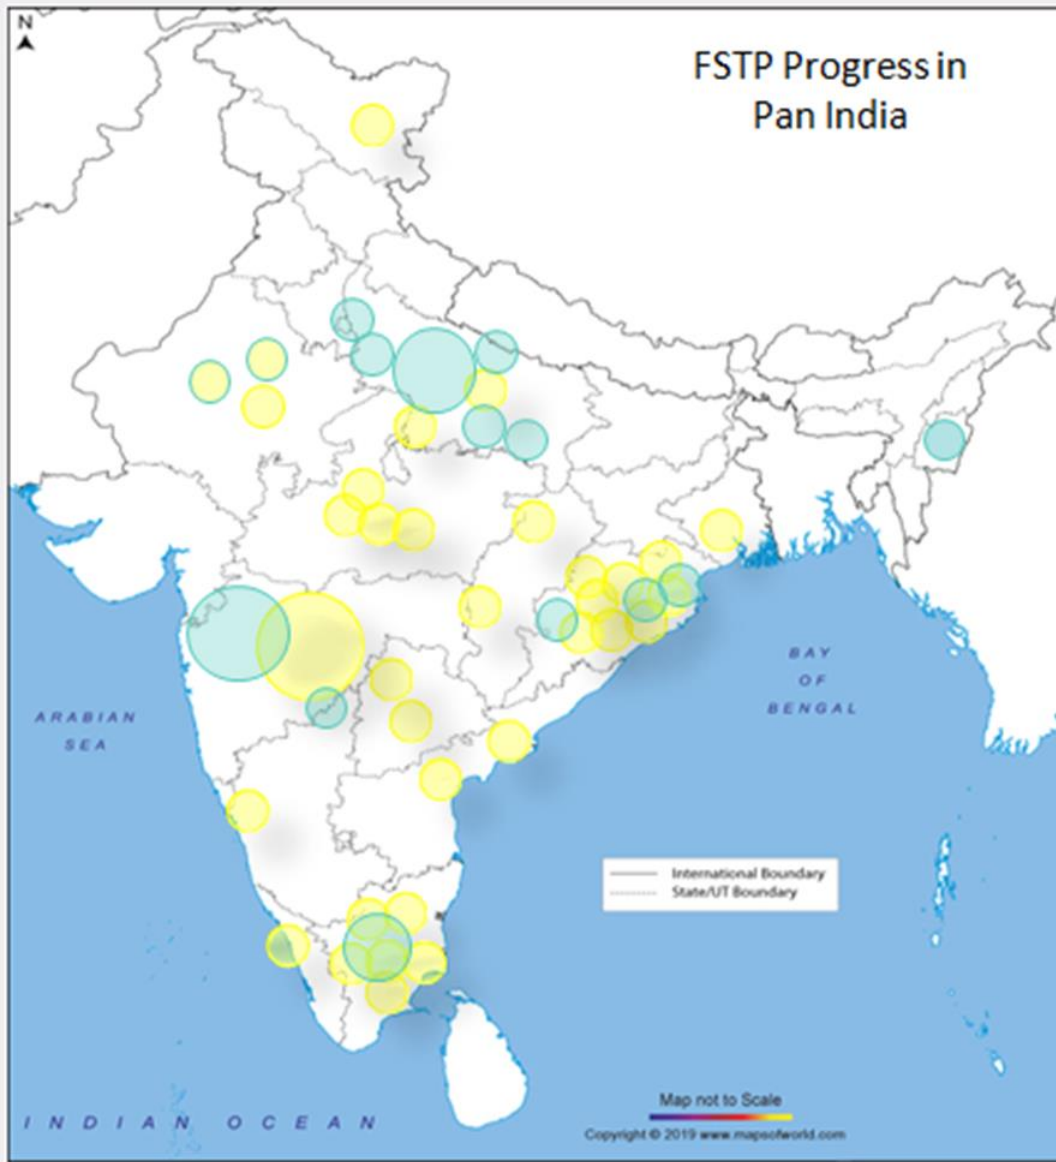 N
FSTP Progress in
Pan India
BAY
OF
BENGAL
ARABIAN
SEA
International Boundary
State/UT Boundary
Map not to Scale
INDIAN OCEAN
Copyright © 2019 www.mapsofworld.com